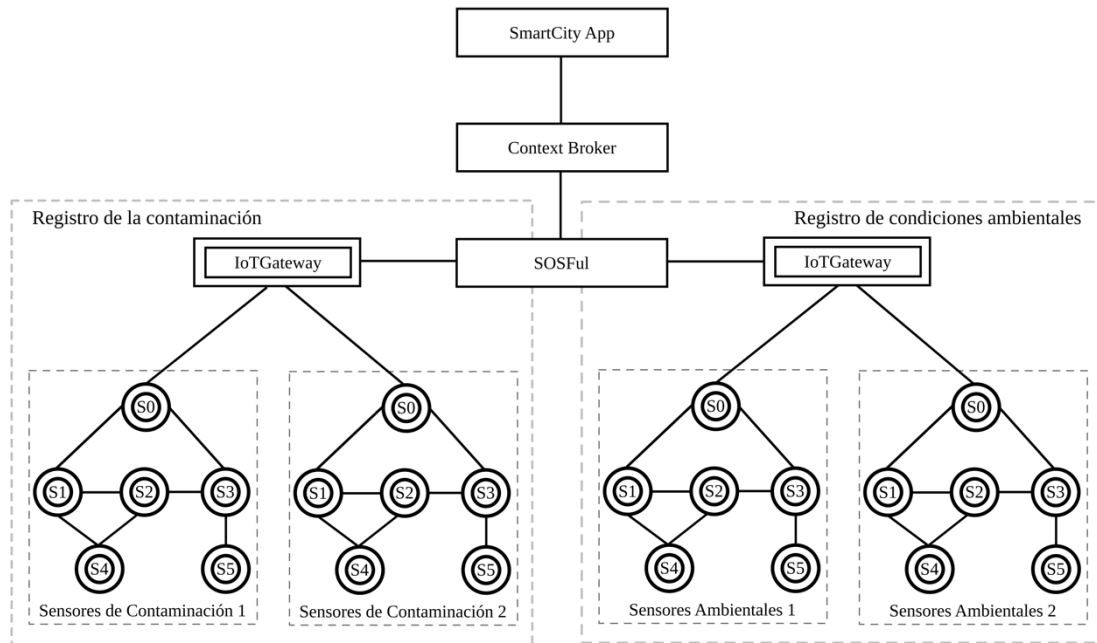 SmartCity App
Context Broker
Registro de la contaminación
Registro de condiciones ambientales
IoTGateway
SOSFul
IoTGateway
S0
S0
S0
S0
S1
S2
S3
S1
S2
S3
S1
S2
S3
S1
S2
S3
S4
S5
S4
S5
S4
S5
S4
S5
Sensores de Contaminación 1
Sensores de Contaminación 2
Sensores Ambientales 1
Sensores Ambientales 2